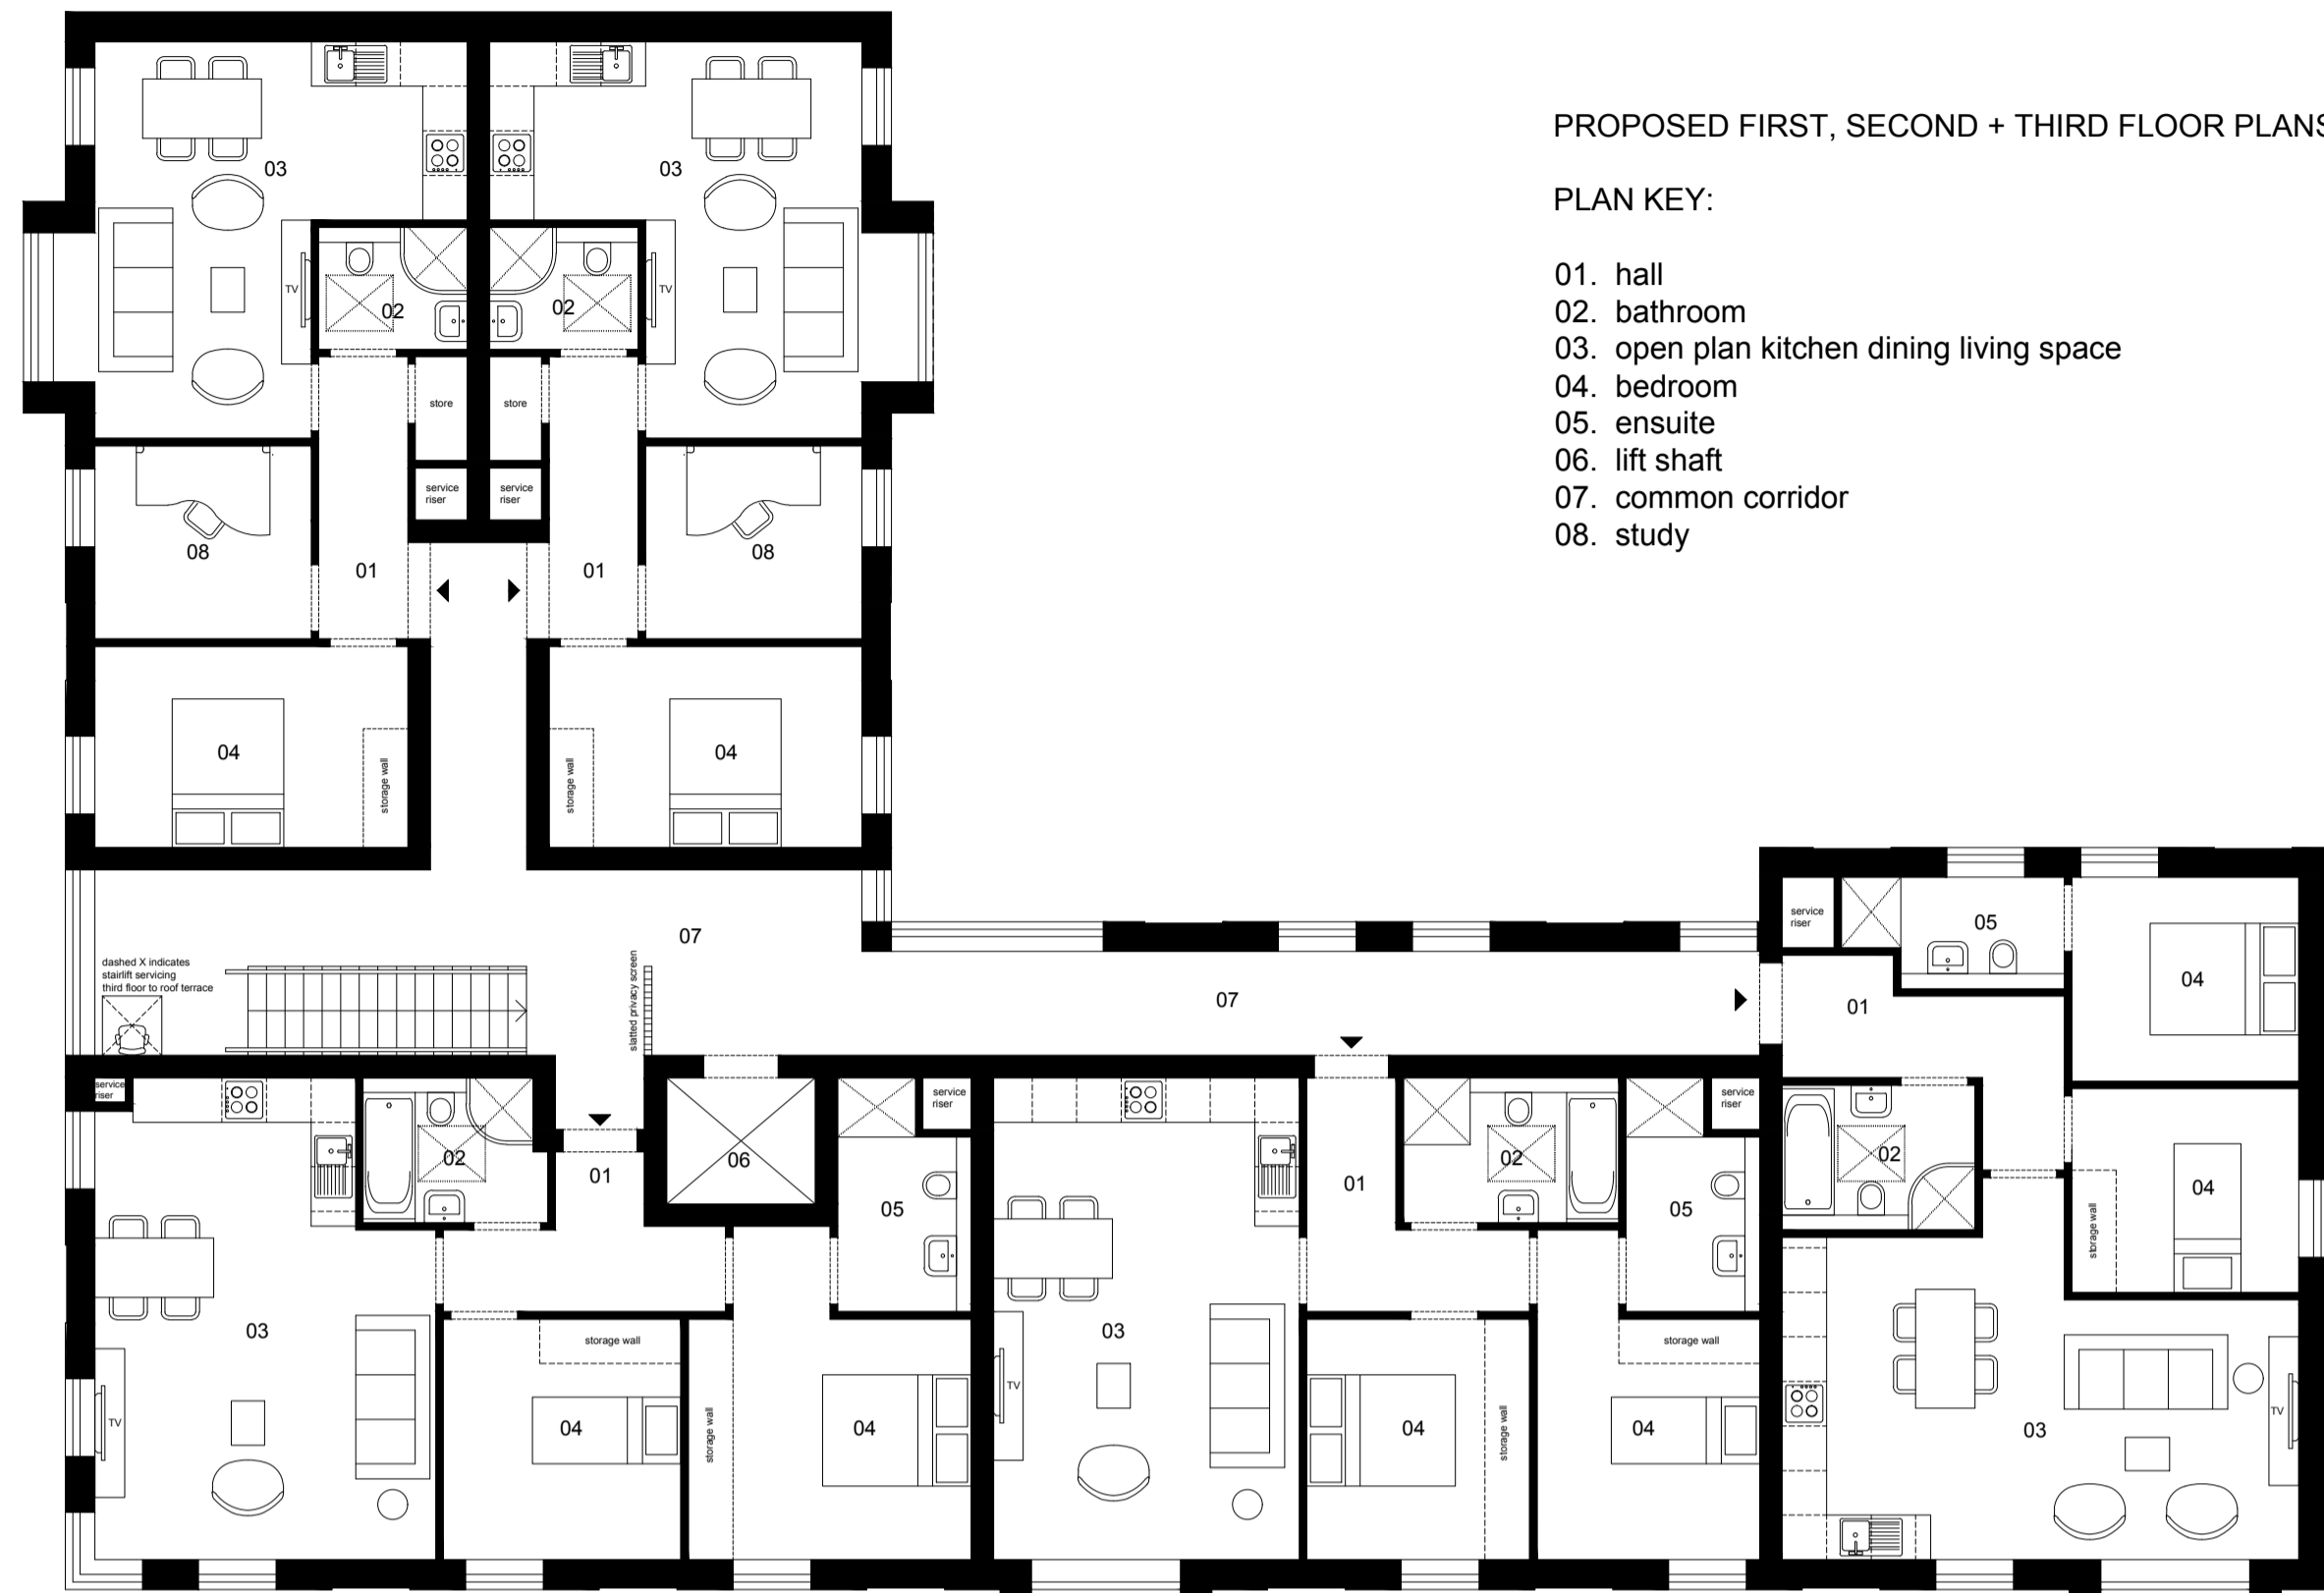 PROPOSED FIRST, SECOND + THIRD FLOOR PLANS
PLAN KEY:
01. hall
02. bathroom
03. open plan kitchen dining living space
04. bedroom
05. ensuite
06. lift shaft
07. common corridor
08. study
03
03
TV
02
02
TV
store
store
service
riser
service
riser
08
01
01
08
04
storage wall
storage wall
04
07
dashed X indicates
stairlift servicing
third floor to roof terrace
slatted privacy screen
07
service
riser
05
04
01
service
riser
02
01
06
service
riser
05
01
02
service
riser
05
02
04
storage wall
03
TV
storage wall
04
storage wall
04
03
TV
04
storage wall
storage wall
04
03
TV